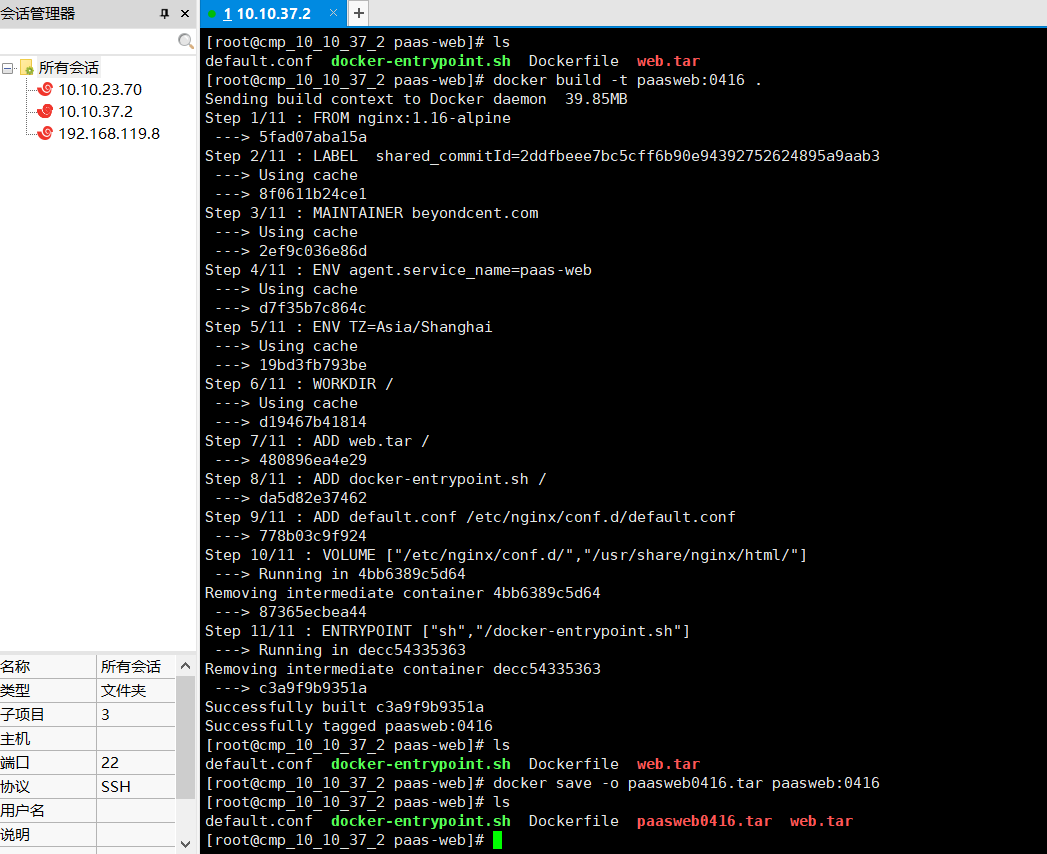 会话管理器
所有会话
10.10.23.70
10.10.37.2
192.168.119.8
名称 所有会话
类型 文件夹
子项目 3
主机
端口 22
协议 SSH
用户名
说明
1 10.10.37.2 × +
[root@cmp_10_10_37_2 paas-web]# ls
default.conf  docker-entrypoint.sh  Dockerfile  web.tar
[root@cmp_10_10_37_2 paas-web]# docker build -t paasweb:0416 .
Sending build context to Docker daemon  39.85MB
Step 1/11 : FROM nginx:1.16-alpine
 ---> 5fad07aba15a
Step 2/11 : LABEL  shared_commitId=2ddfbeee7bc5cff6b90e94392752624895a9aab3
 ---> Using cache
 ---> 8f0611b24ce1
Step 3/11 : MAINTAINER beyondcent.com
 ---> Using cache
 ---> 2ef9c036e86d
Step 4/11 : ENV agent.service_name=paas-web
 ---> Using cache
 ---> d7f35b7c864c
Step 5/11 : ENV TZ=Asia/Shanghai
 ---> Using cache
 ---> 19bd3fb793be
Step 6/11 : WORKDIR /
 ---> Using cache
 ---> d19467b41814
Step 7/11 : ADD web.tar /
 ---> 480896ea4e29
Step 8/11 : ADD docker-entrypoint.sh /
 ---> da5d82e37462
Step 9/11 : ADD default.conf /etc/nginx/conf.d/default.conf
 ---> 778b03c9f924
Step 10/11 : VOLUME ["/etc/nginx/conf.d/","/usr/share/nginx/html/"]
 ---> Running in 4bb6389c5d64
Removing intermediate container 4bb6389c5d64
 ---> 87365ecbea44
Step 11/11 : ENTRYPOINT ["sh","/docker-entrypoint.sh"]
 ---> Running in decc54335363
Removing intermediate container decc54335363
 ---> c3a9f9b9351a
Successfully built c3a9f9b9351a
Successfully tagged paasweb:0416
[root@cmp_10_10_37_2 paas-web]# ls
default.conf  docker-entrypoint.sh  Dockerfile  web.tar
[root@cmp_10_10_37_2 paas-web]# docker save -o paasweb0416.tar paasweb:0416
[root@cmp_10_10_37_2 paas-web]# ls
default.conf  docker-entrypoint.sh  Dockerfile  paasweb0416.tar  web.tar
[root@cmp_10_10_37_2 paas-web]#